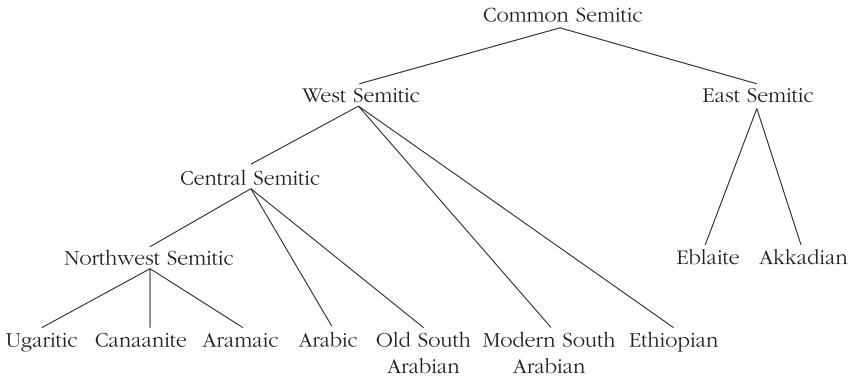 Common Semitic
West Semitic
East Semitic
Central Semitic
Northwest Semitic
Eblaite
Akkadian
Ugaritic
Canaanite
Aramaic
Arabic
Old South
Arabian
Modern South
Arabian
Ethiopian